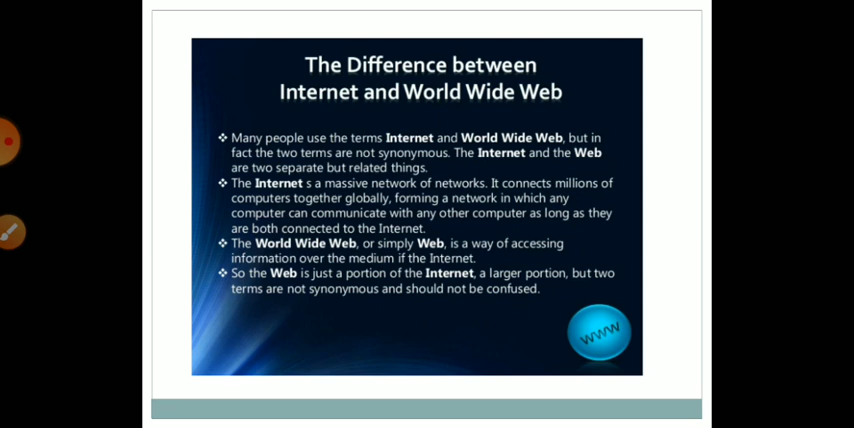 The Difference between
Internet and World Wide Web
❖ Many people use the terms Internet and World Wide Web, but in
fact the two terms are not synonymous. The Internet and the Web
are two separate but related things.
❖ The Internet s a massive network of networks. It connects millions of
computers together globally, forming a network in which any
computer can communicate with any other computer as long as they
are both connected to the Internet.
❖ The World Wide Web, or simply Web, is a way of accessing
information over the medium if the Internet.
❖ So the Web is just a portion of the Internet, a larger portion, but two
terms are not synonymous and should not be confused.
www